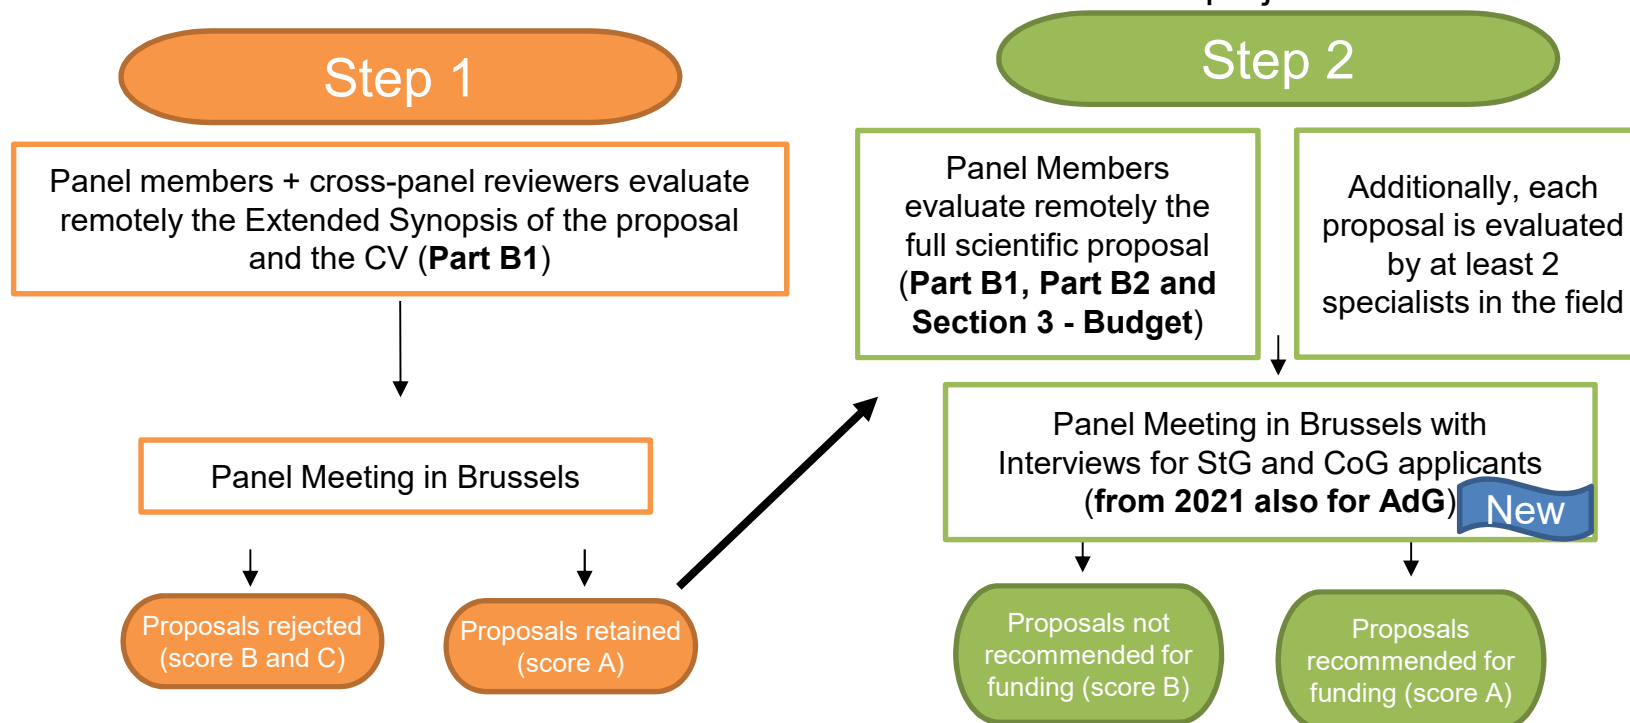 Step 1
Panel members + cross-panel reviewers evaluate
remotely the Extended Synopsis of the proposal
and the CV (Part B1)
Panel Meeting in Brussels
Proposals rejected
(score B and C)
Proposals retained
(score A)
Step 2
Panel Members
evaluate remotely the
full scientific proposal
(Part B1, Part B2 and
Section 3 - Budget)
Additionally, each
proposal is evaluated
by at least 2
specialists in the field
Panel Meeting in Brussels with
Interviews for StG and CoG applicants
(from 2021 also for AdG)
New
Proposals not
recommended for
funding (score B)
Proposals
recommended for
funding (score A)